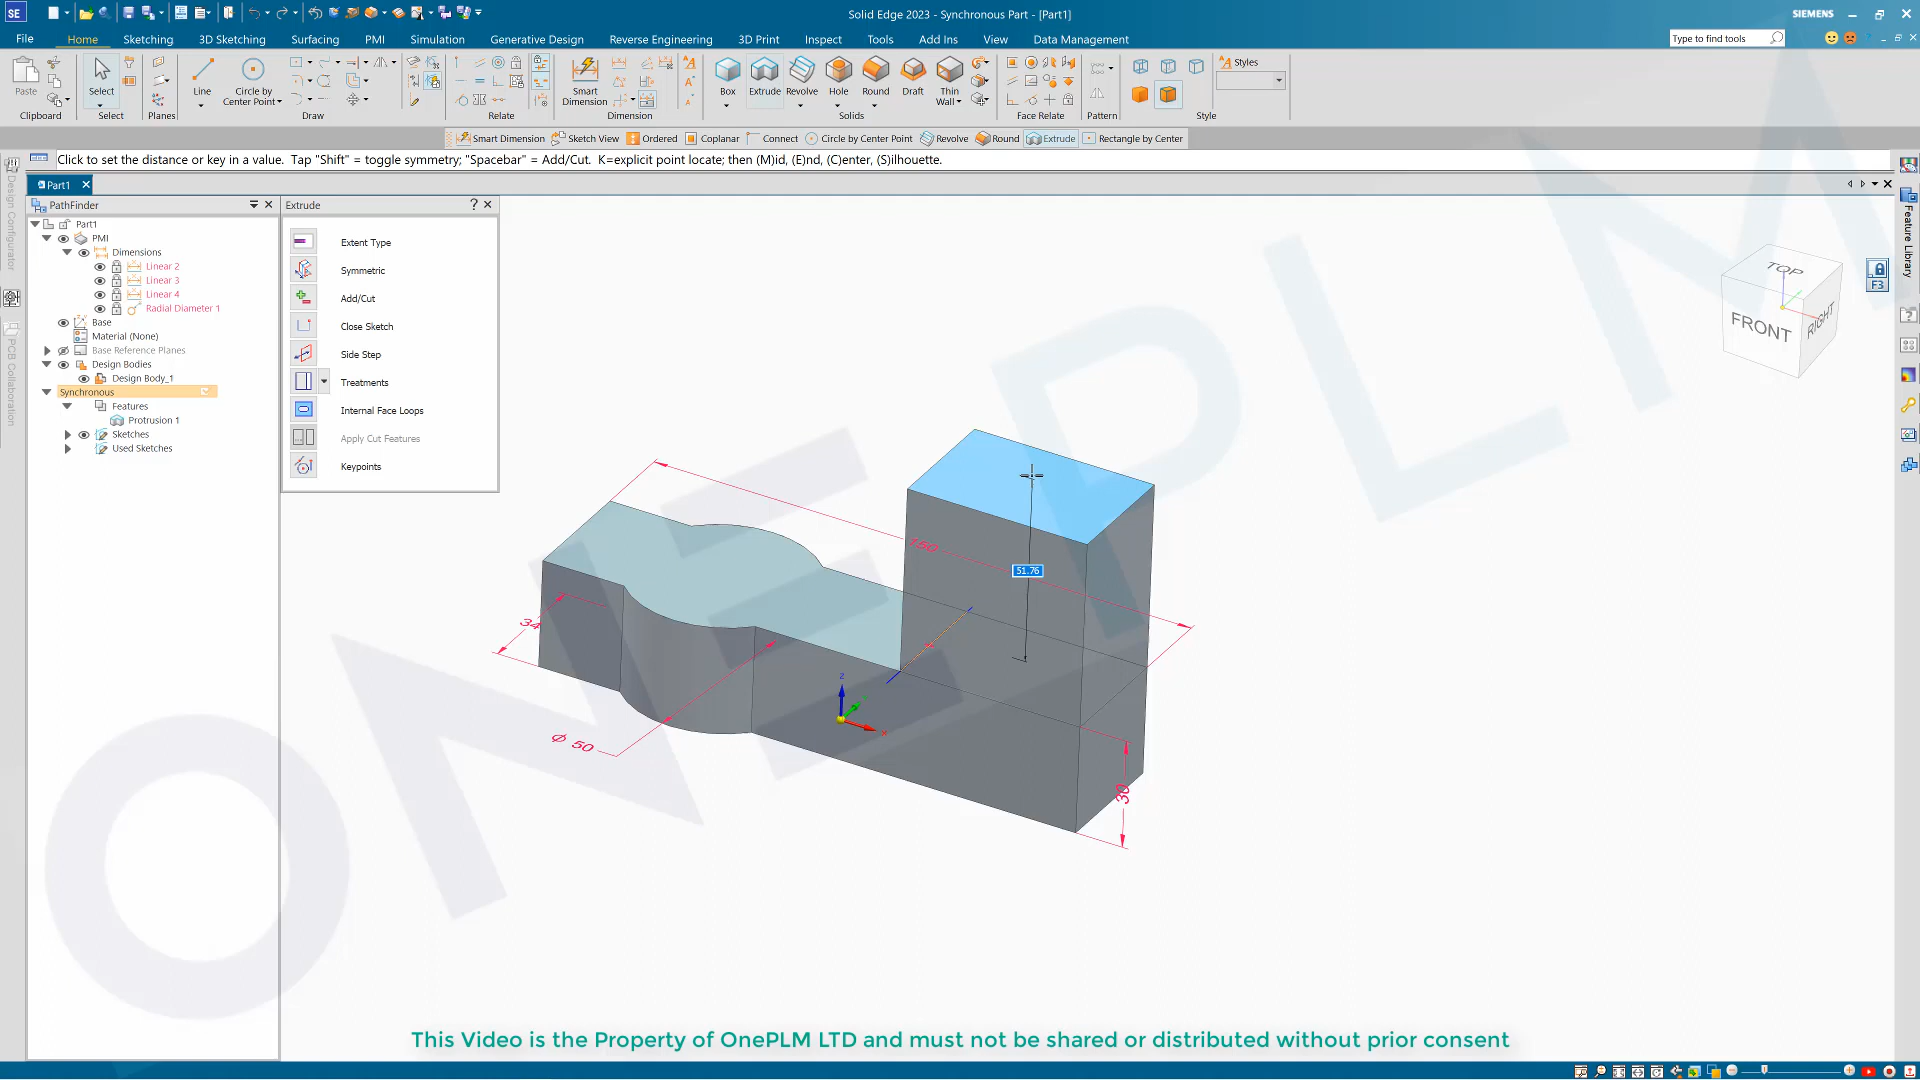 SE
Solid Edge 2023 - Synchronous Part - [Part1]
SIEMENS
File
Home
Sketching
3D Sketching
Surfacing
PMI
Simulation
Generative Design
Reverse Engineering
3D Print
Inspect
Tools
Add Ins
View
Data Management
Type to find tools
Paste
Clipboard
Select
Select
Planes
Line
Circle by Center Point
Draw
Relate
Smart Dimension
Dimension
Box
Extrude
Revolve
Hole
Round
Draft
Thin Wall
Solids
Face Relate
Pattern
Styles
Style
Smart Dimension
Sketch View
Ordered
Coplanar
Connect
Circle by Center Point
Revolve
Round
Extrude
Rectangle by Center
Click to set the distance or key in a value. Tap "Shift" = toggle symmetry; "Spacebar" = Add/Cut. K=explicit point locate; then (M)id, (E)nd, (C)enter, (S)ilhouette.
Part1
PathFinder
Part1
PMI
Dimensions
Linear 2
Linear 3
Linear 4
Radial Diameter 1
Base
Material (None)
Base Reference Planes
Design Bodies
Design Body_1
Synchronous
Features
Protrusion 1
Sketches
Used Sketches
Extrude
?
Extent Type
Symmetric
Add/Cut
Close Sketch
Side Step
Treatments
Internal Face Loops
Apply Cut Features
Keypoints
Design Configurator
PCB Collaboration
Feature Library
TOP
FRONT
RIGHT
F3
150
51.76
34
Ø 50
30
Z
X
ONEPLM
This Video is the Property of OnePLM LTD and must not be shared or distributed without prior consent